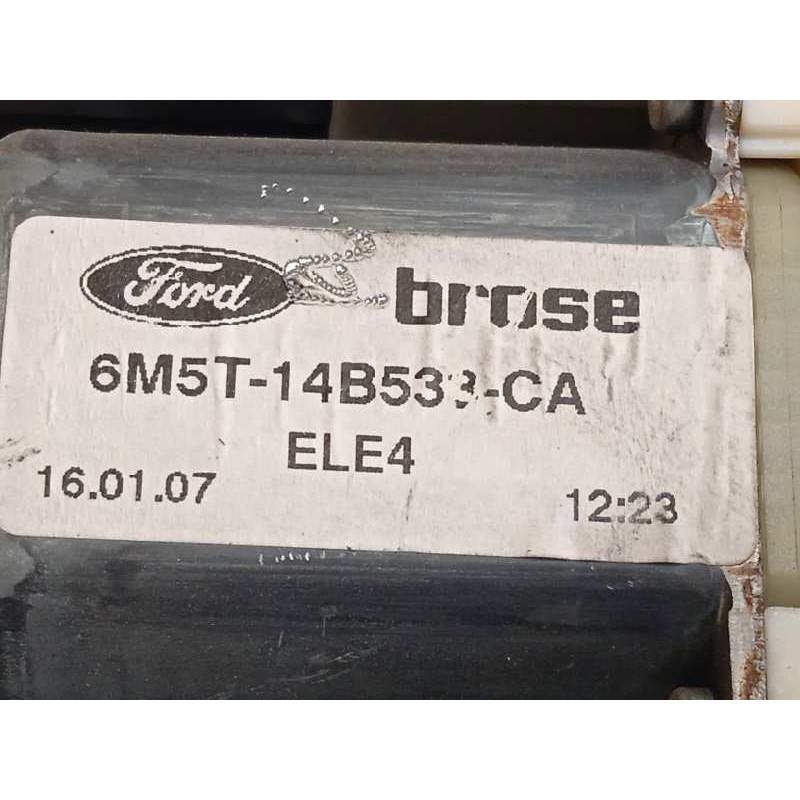 Ford brose
6M5T-14B533-CA
ELE4
16.01.07 12:23